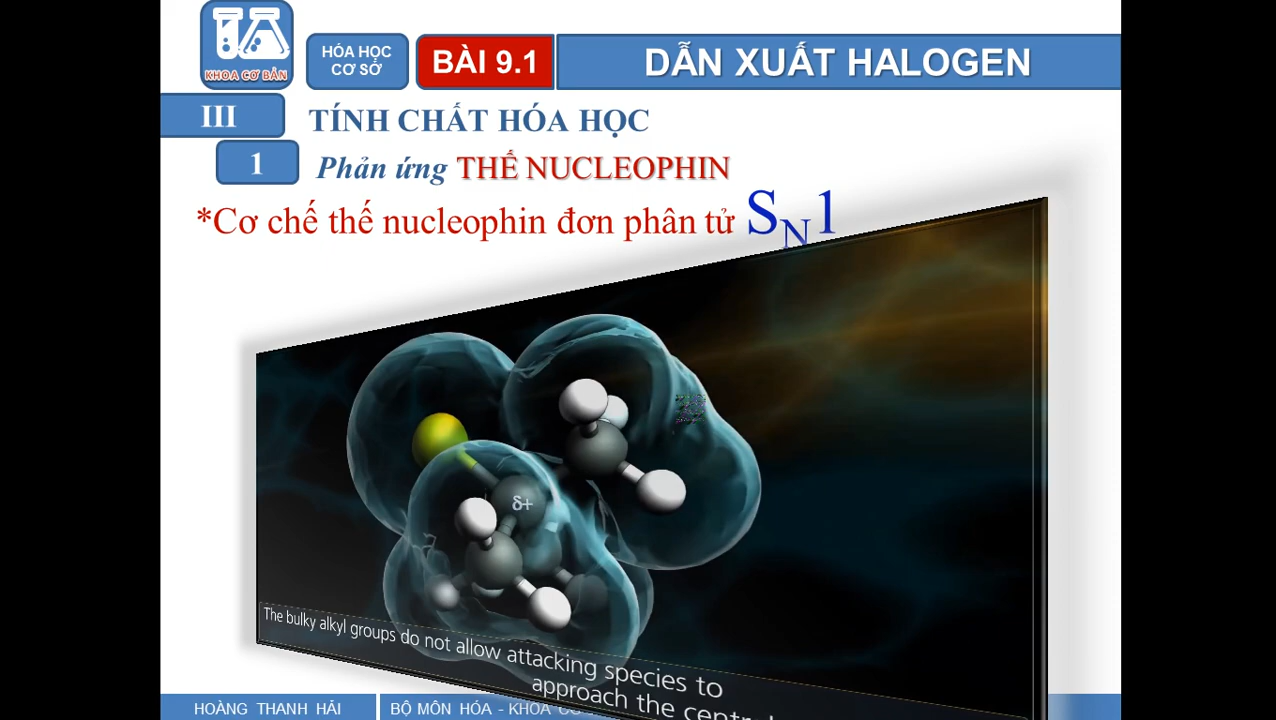 KHOA CƠ BẢN
HÓA HỌC
CƠ SỞ
BÀI 9.1
DẪN XUẤT HALOGEN
III
TÍNH CHẤT HÓA HỌC
1
Phản ứng THẾ NUCLEOPHIN
*Cơ chế thế nucleophin đơn phân tử SN1
δ+
The bulky alkyl groups do not allow attacking species to
approach the
HOÀNG THANH HẢI
BỘ MÔN HÓA - KHOA